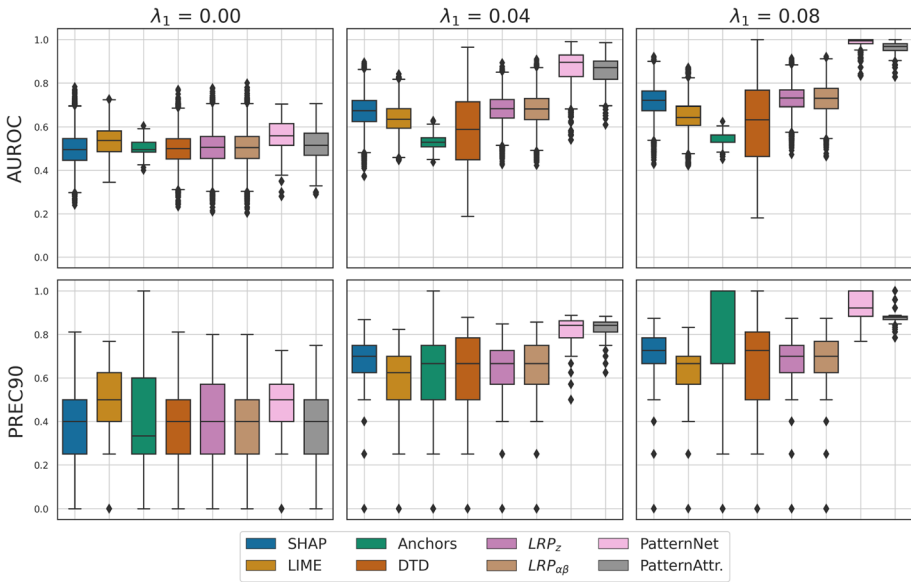 λ₁ = 0.00 λ₁ = 0.04 λ₁ = 0.08
AUROC
1.0
0.8
0.6
0.4
0.2
0.0
PREC90
1.0
0.8
0.6
0.4
0.2
0.0
SHAP Anchors LRP_z PatternNet
LIME DTD LRP_αβ PatternAttr.